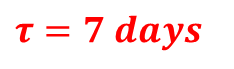 τ = 7 days